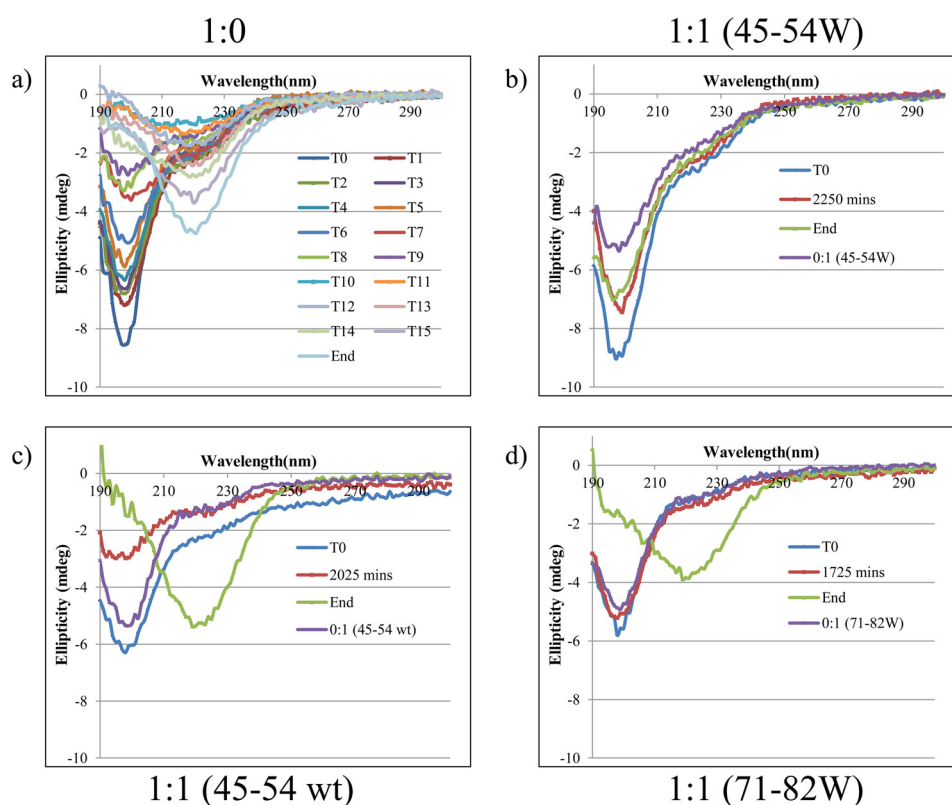 1:0
1:1 (45-54W)
a)
Wavelength(nm)
0
190 210 230 250 270 290
-2
-4
-6
-8
-10
Ellipticity (mdeg)
T0 T1
T2 T3
T4 T5
T6 T7
T8 T9
T10 T11
T12 T13
T14 T15
End
b)
Wavelength(nm)
0
190 210 230 250 270 290
-2
-4
-6
-8
-10
Ellipticity (mdeg)
T0
2250 mins
End
0:1 (45-54W)
c)
Wavelength(nm)
0
190 210 230 250 270 290
-2
-4
-6
-8
-10
Ellipticity (mdeg)
T0
2025 mins
End
0:1 (45-54 wt)
d)
Wavelength(nm)
0
190 210 230 250 270 290
-2
-4
-6
-8
-10
Ellipticity (mdeg)
T0
1725 mins
End
0:1 (71-82W)
1:1 (45-54 wt)
1:1 (71-82W)